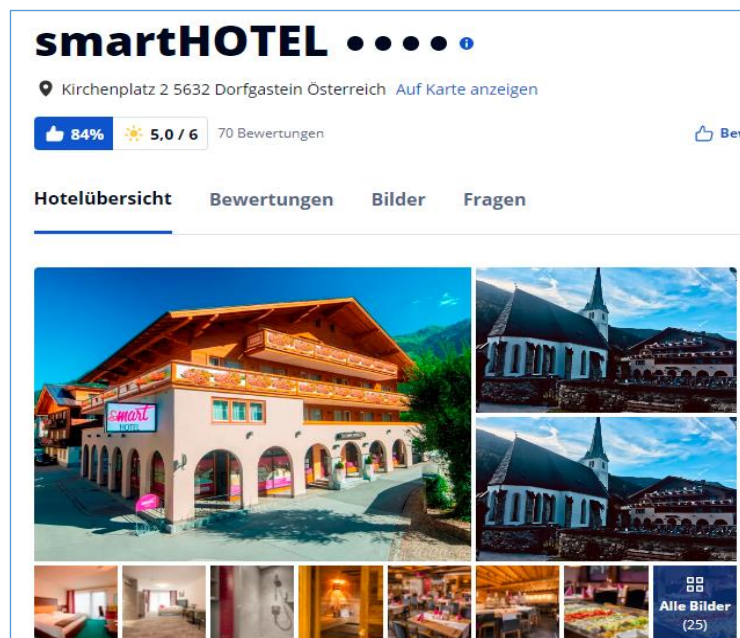 smartHOTEL
Kirchenplatz 2 5632 Dorfgastein Österreich Auf Karte anzeigen
84% 5,0 / 6 70 Bewertungen
Hotelübersicht Bewertungen Bilder Fragen
smart
HOTEL
Alle Bilder
(25)